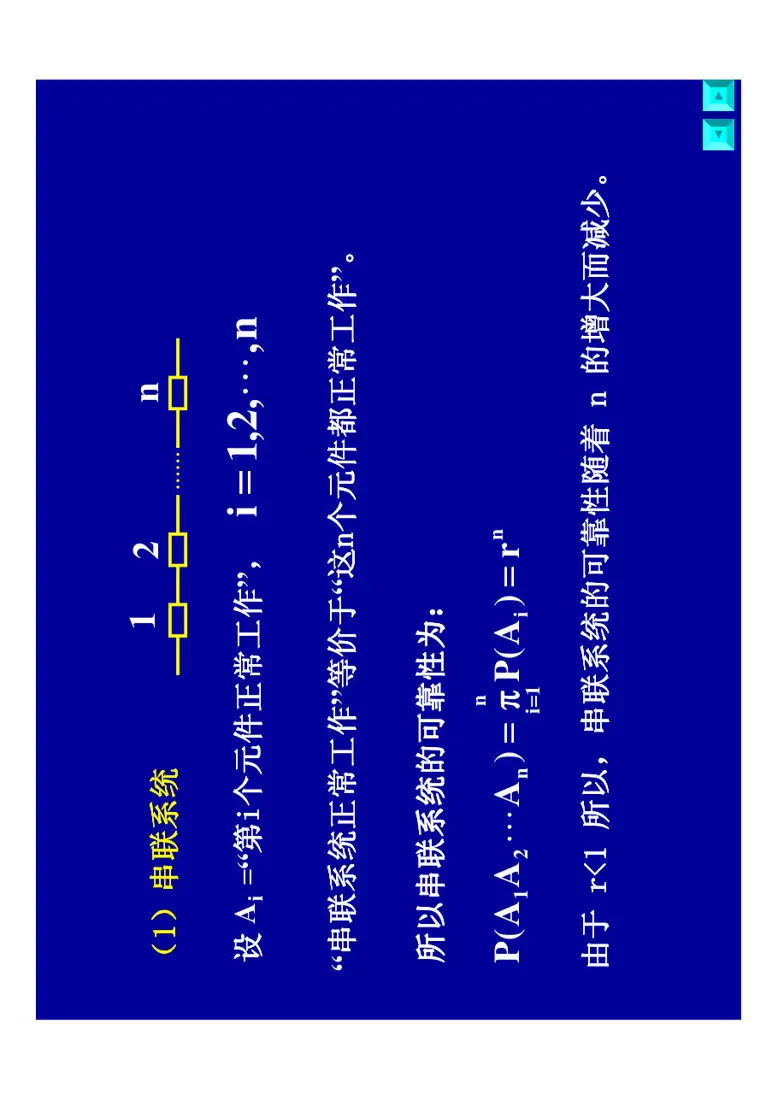 (1) 串联系统
1 2 …… n
设 Aᵢ =“第i个元件正常工作”， i = 1,2,⋯,n
“串联系统正常工作”等价于“这n个元件都正常工作”。
所以串联系统的可靠性为：
P(A₁A₂⋯Aₙ) = π P(Aᵢ) = rⁿ
n
i=1
由于 r<1 所以，串联系统的可靠性随着 n 的增大而减少。